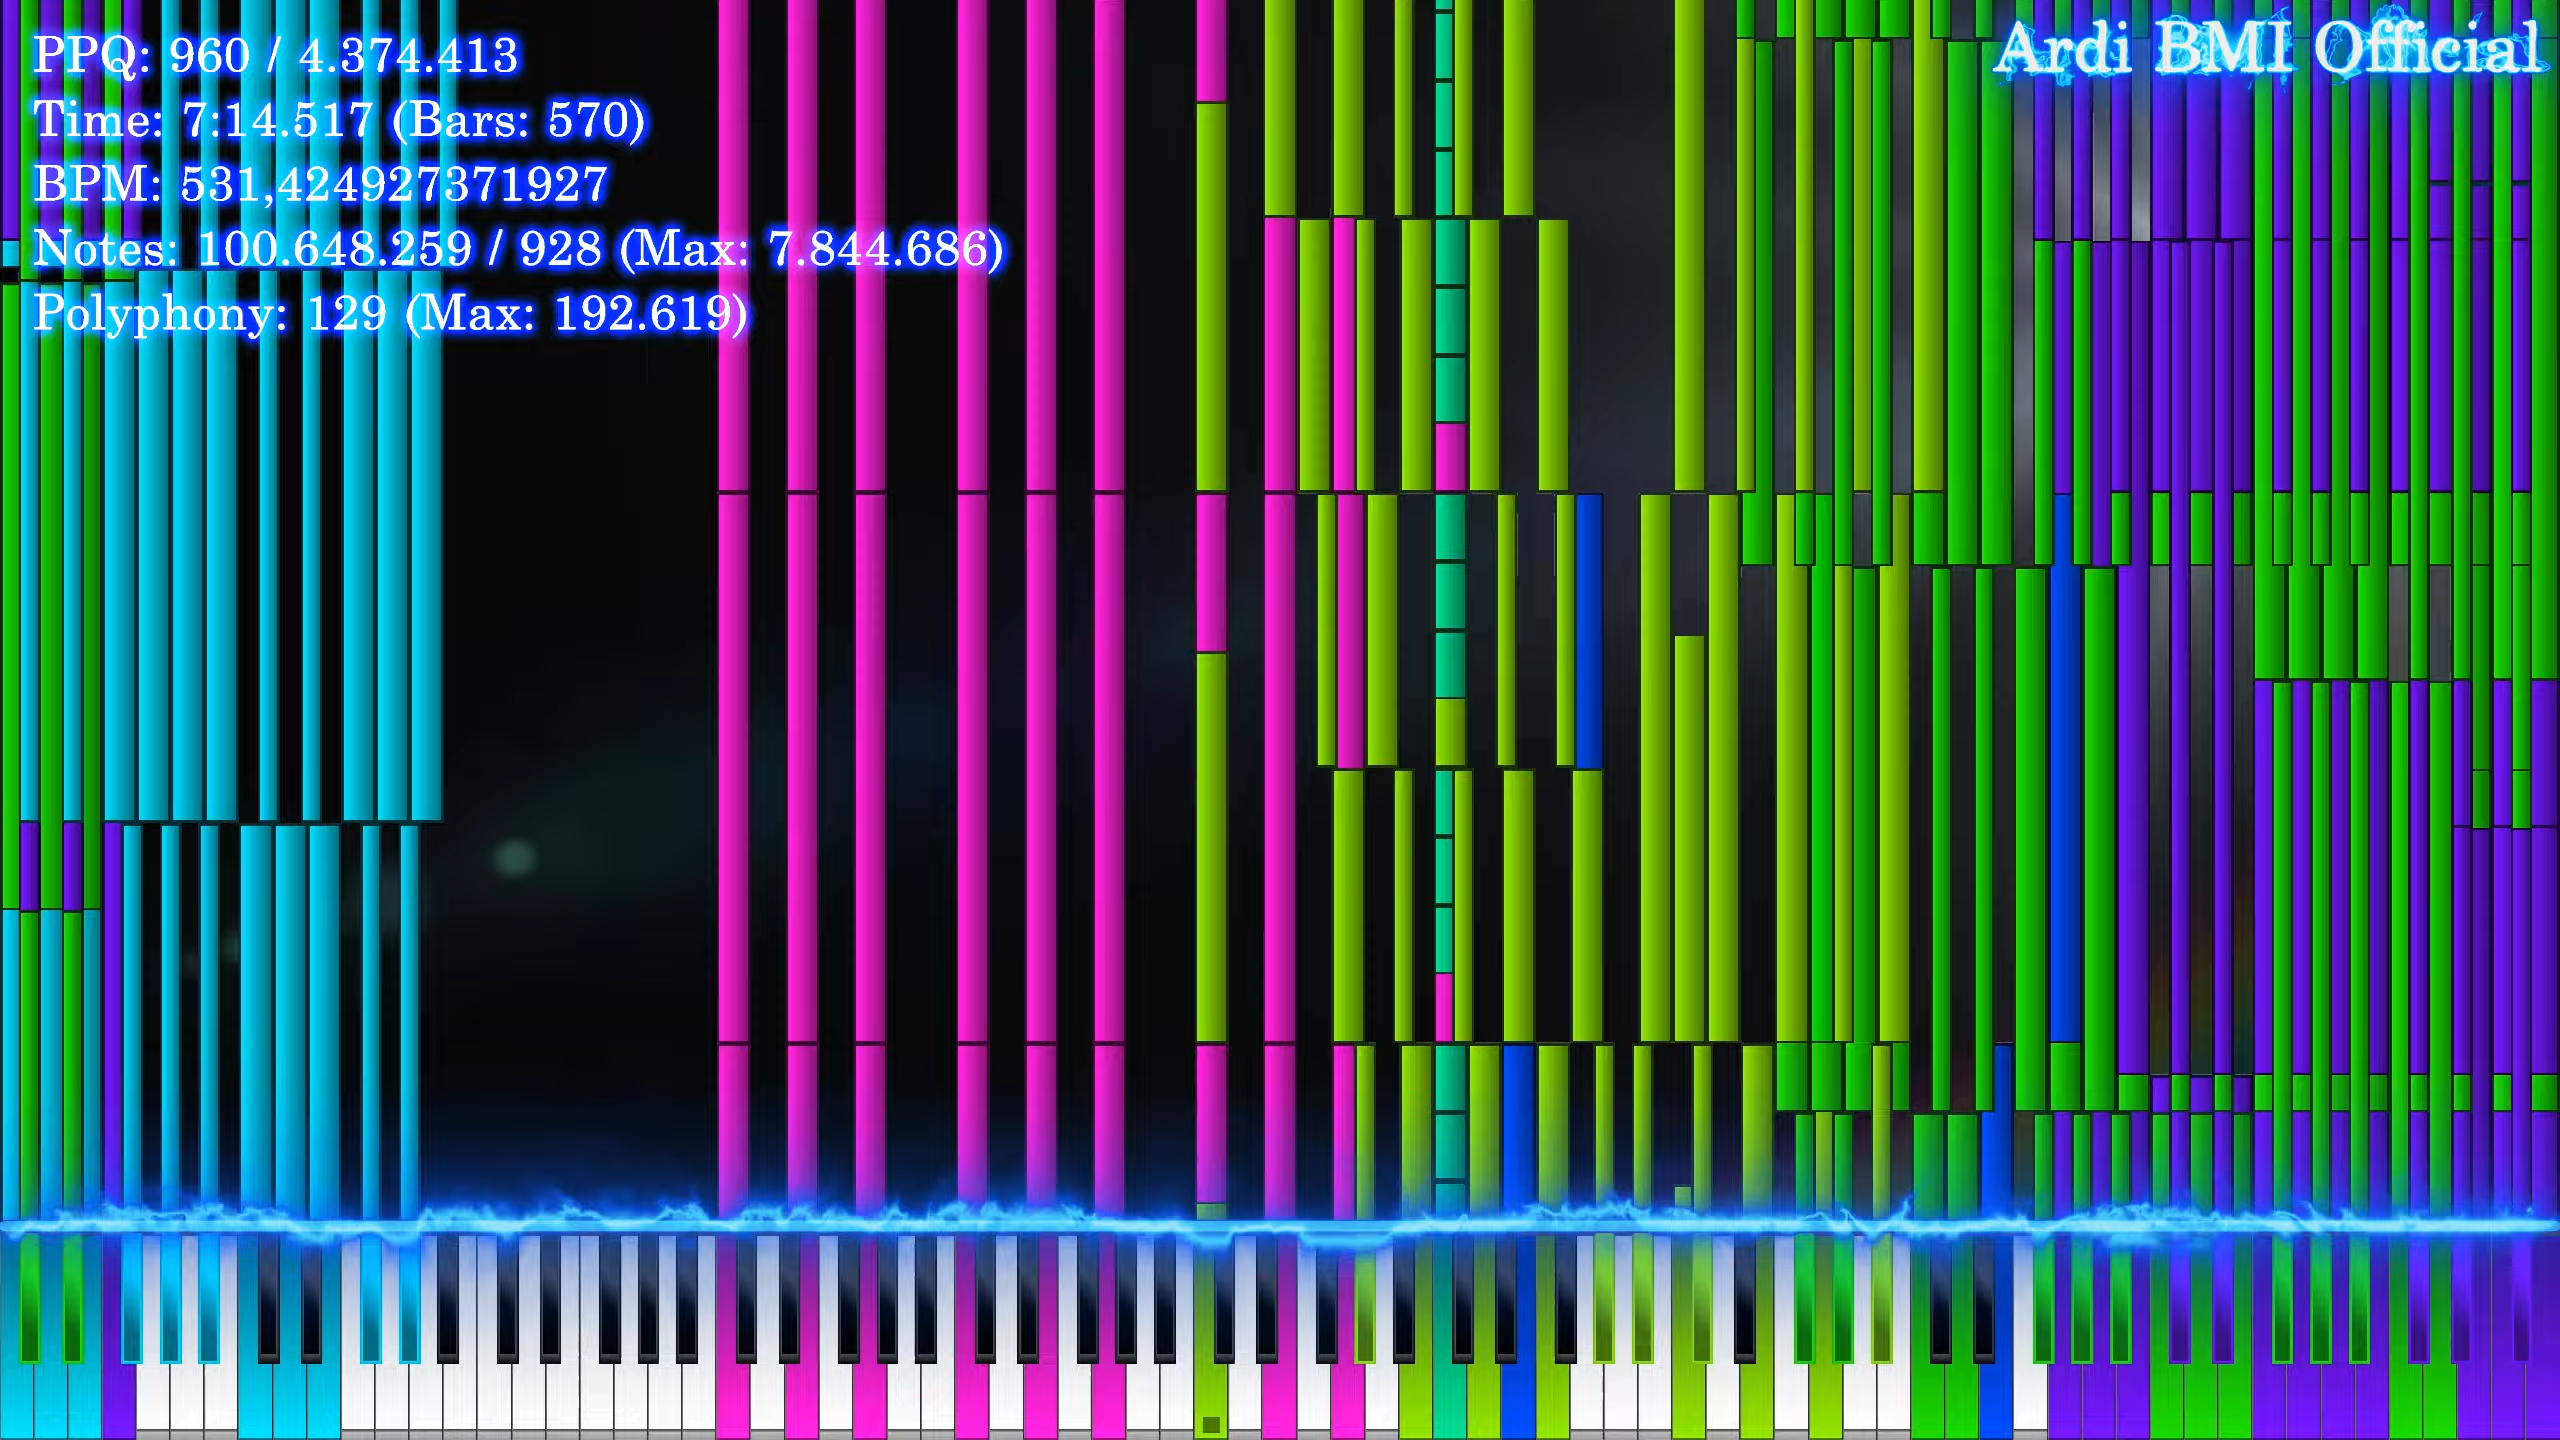 PPQ: 960 / 4.374.413
Ardi BMI Official
Time: 7:14.517 (Bars: 570)
BPM: 531,424927371927
Notes: 100.648.259 / 928 (Max: 7.844.686)
Polyphony: 129 (Max: 192.619)